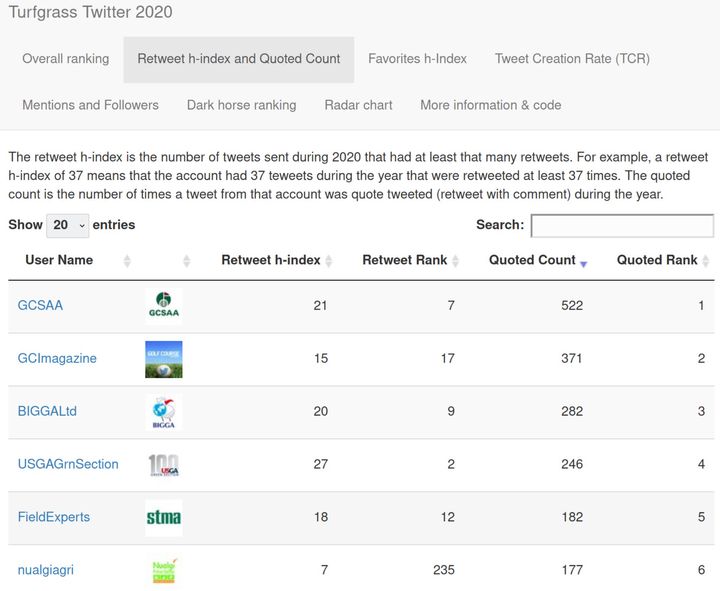 Turfgrass Twitter 2020
Overall ranking Retweet h-index and Quoted Count Favorites h-Index Tweet Creation Rate (TCR)
Mentions and Followers Dark horse ranking Radar chart More information & code
The retweet h-index is the number of tweets sent during 2020 that had at least that many retweets. For example, a retweet
h-index of 37 means that the account had 37 teweets during the year that were retweeted at least 37 times. The quoted
count is the number of times a tweet from that account was quote tweeted (retweet with comment) during the year.
Show 20 entries Search:
User Name Retweet h-index Retweet Rank Quoted Count Quoted Rank
GCSAA GCSAA 21 7 522 1
GCImagazine GOLF COURSE 15 17 371 2
BIGGALtd BIGGA 20 9 282 3
USGAGrnSection 100 USGA GREEN SECTION 27 2 246 4
FieldExperts stma 18 12 182 5
nualgiagri Nualgi 7 235 177 6